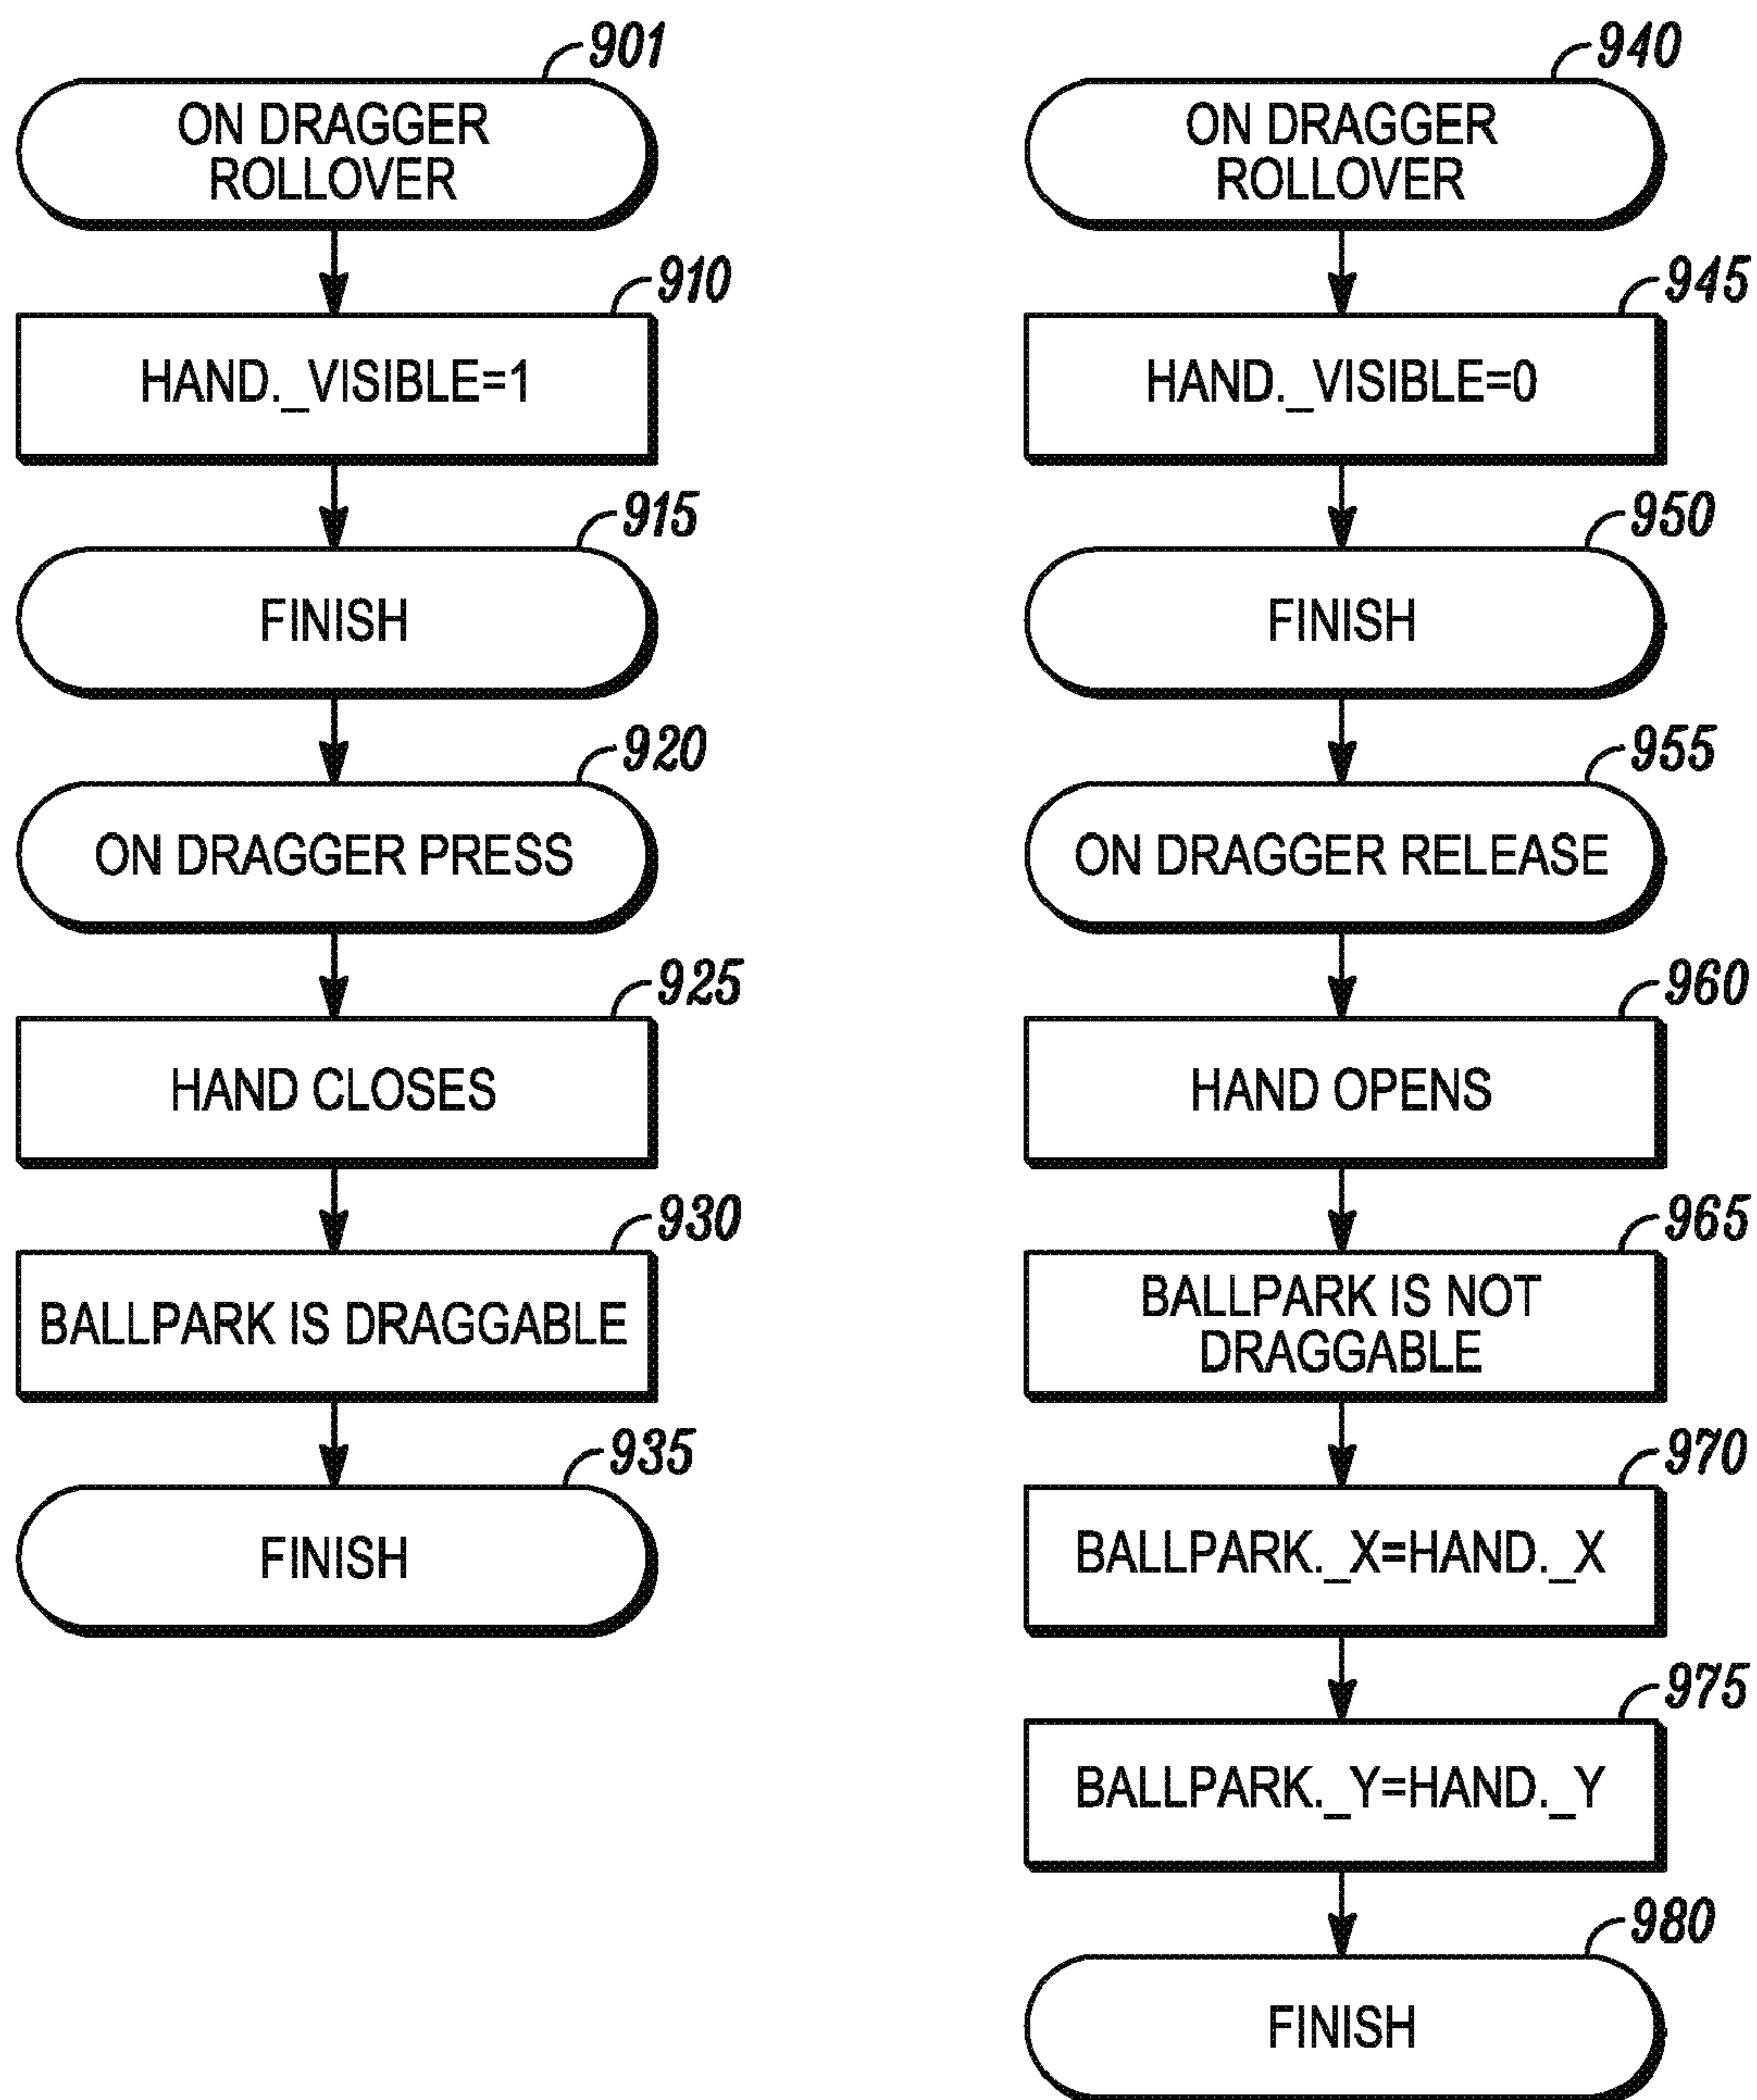 901
ON DRAGGER
ROLLOVER
910
HAND._VISIBLE=1
915
FINISH
920
ON DRAGGER PRESS
925
HAND CLOSES
930
BALLPARK IS DRAGGABLE
935
FINISH
940
ON DRAGGER
ROLLOVER
945
HAND._VISIBLE=0
950
FINISH
955
ON DRAGGER RELEASE
960
HAND OPENS
965
BALLPARK IS NOT
DRAGGABLE
970
BALLPARK._X=HAND._X
975
BALLPARK._Y=HAND._Y
980
FINISH